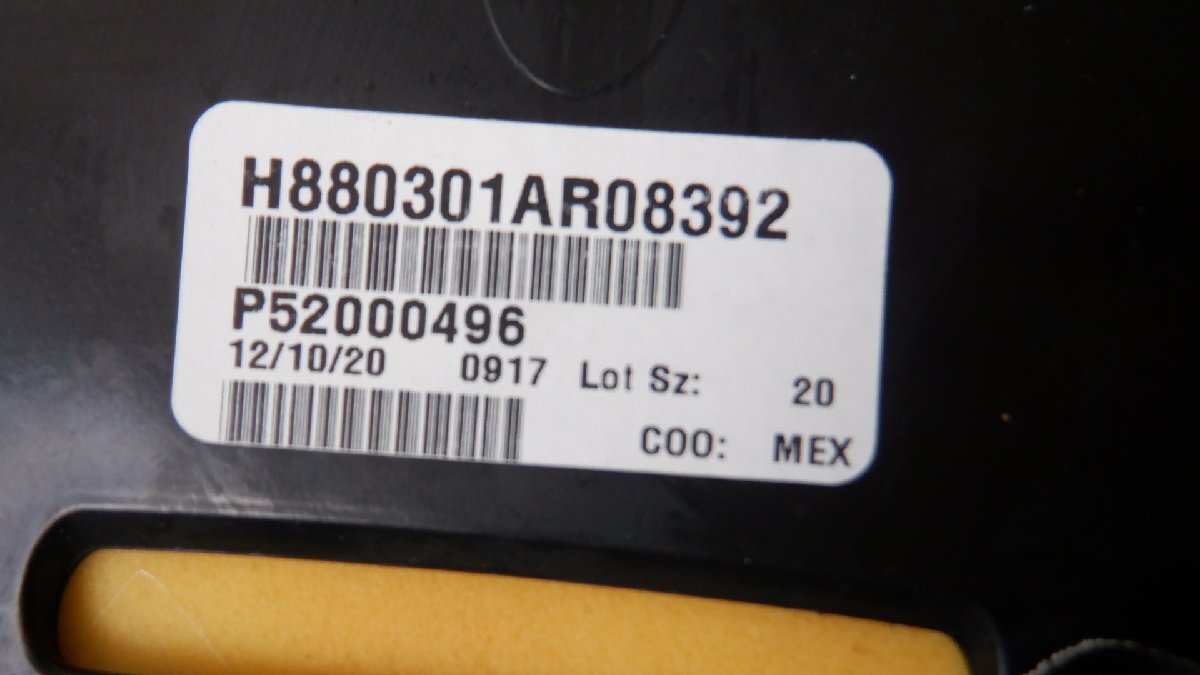 H880301AR08392
P52000496
12/10/20 0917 Lot Sz: 20
COO: MEX